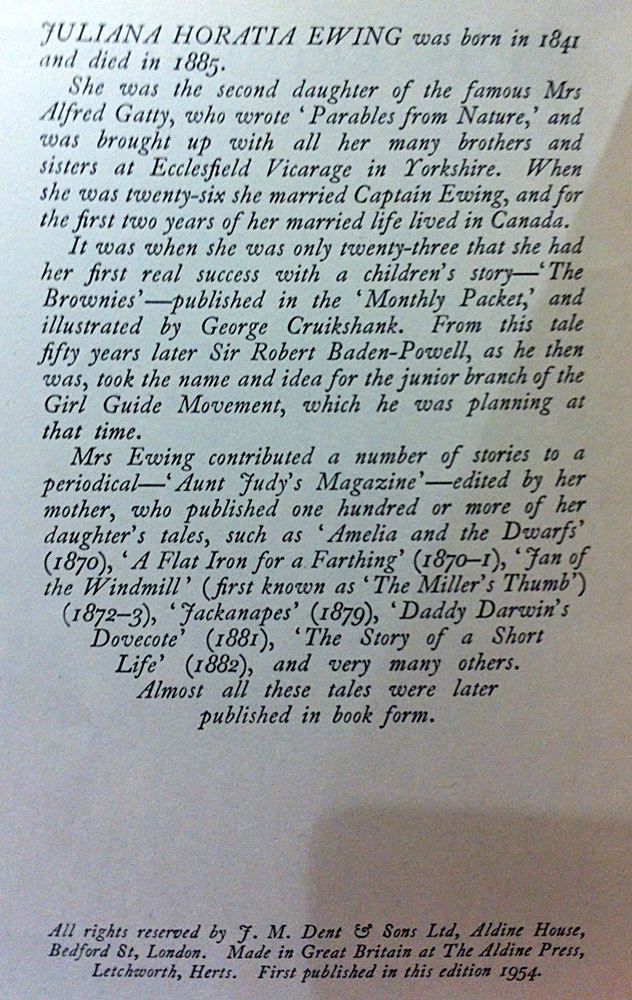 JULIANA HORATIA EWING was born in 1841
and died in 1885.
She was the second daughter of the famous Mrs
Alfred Gatty, who wrote 'Parables from Nature,' and
was brought up with all her many brothers and
sisters at Ecclesfield Vicarage in Yorkshire. When
she was twenty-six she married Captain Ewing, and for
the first two years of her married life lived in Canada.
It was when she was only twenty-three that she had
her first real success with a children's story—'The
Brownies'—published in the 'Monthly Packet,' and
illustrated by George Cruikshank. From this tale
fifty years later Sir Robert Baden-Powell, as he then
was, took the name and idea for the junior branch of the
Girl Guide Movement, which he was planning at
that time.
Mrs Ewing contributed a number of stories to a
periodical—'Aunt Judy's Magazine'—edited by her
mother, who published one hundred or more of her
daughter's tales, such as 'Amelia and the Dwarfs'
(1870), 'A Flat Iron for a Farthing' (1870–1), 'Jan of
the Windmill' (first known as 'The Miller's Thumb')
(1872–3), 'Jackanapes' (1879), 'Daddy Darwin's
Dovecote' (1881), 'The Story of a Short
Life' (1882), and very many others.
Almost all these tales were later
published in book form.
All rights reserved by J. M. Dent & Sons Ltd, Aldine House,
Bedford St, London. Made in Great Britain at The Aldine Press,
Letchworth, Herts. First published in this edition 1954.